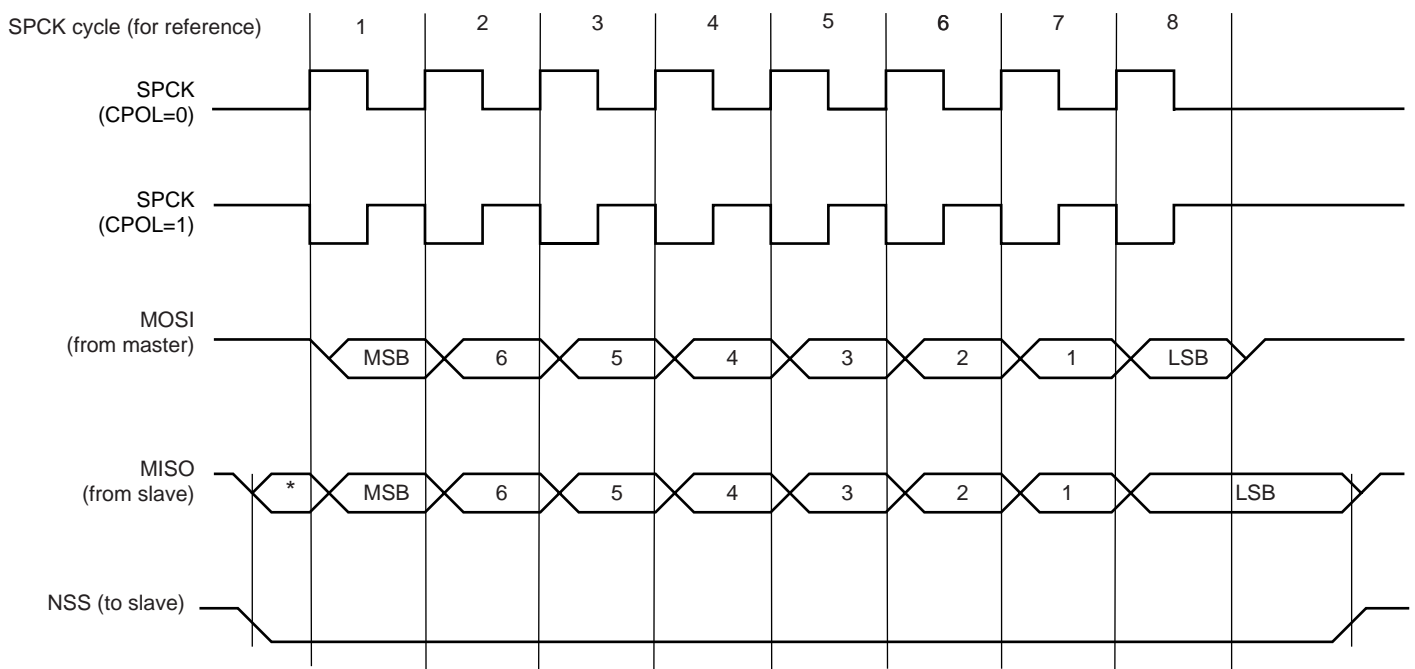 SPCK cycle (for reference)
1 2 3 4 5 6 7 8
SPCK
(CPOL=0)
SPCK
(CPOL=1)
MOSI
(from master)
MSB 6 5 4 3 2 1 LSB
MISO
(from slave)
* MSB 6 5 4 3 2 1 LSB
NSS (to slave)